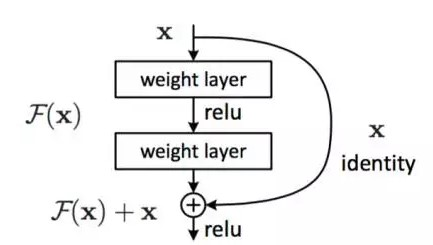 x
weight layer
relu
F(x)
weight layer
x
identity
F(x) + x
+
relu